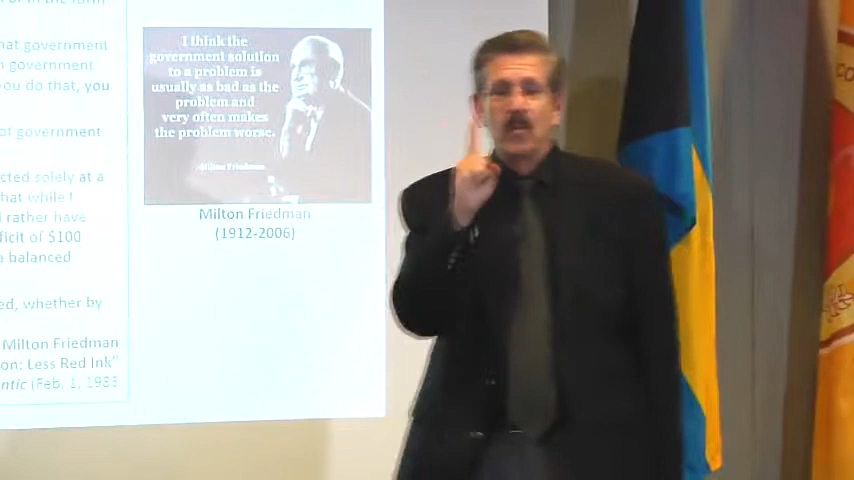 hat government
government
ou do that, you
of government
cted solely at a
hat while I
rather have
ficit of $100
balanced
ed, whether by
Milton Friedman
on: Less Red Ink"
ntic (Feb. 1, 1983
I think the
government solution
to a problem is
usually as bad as the
problem and
very often makes
the problem worse.
-Milton Friedman
Milton Friedman
(1912-2006)
CO